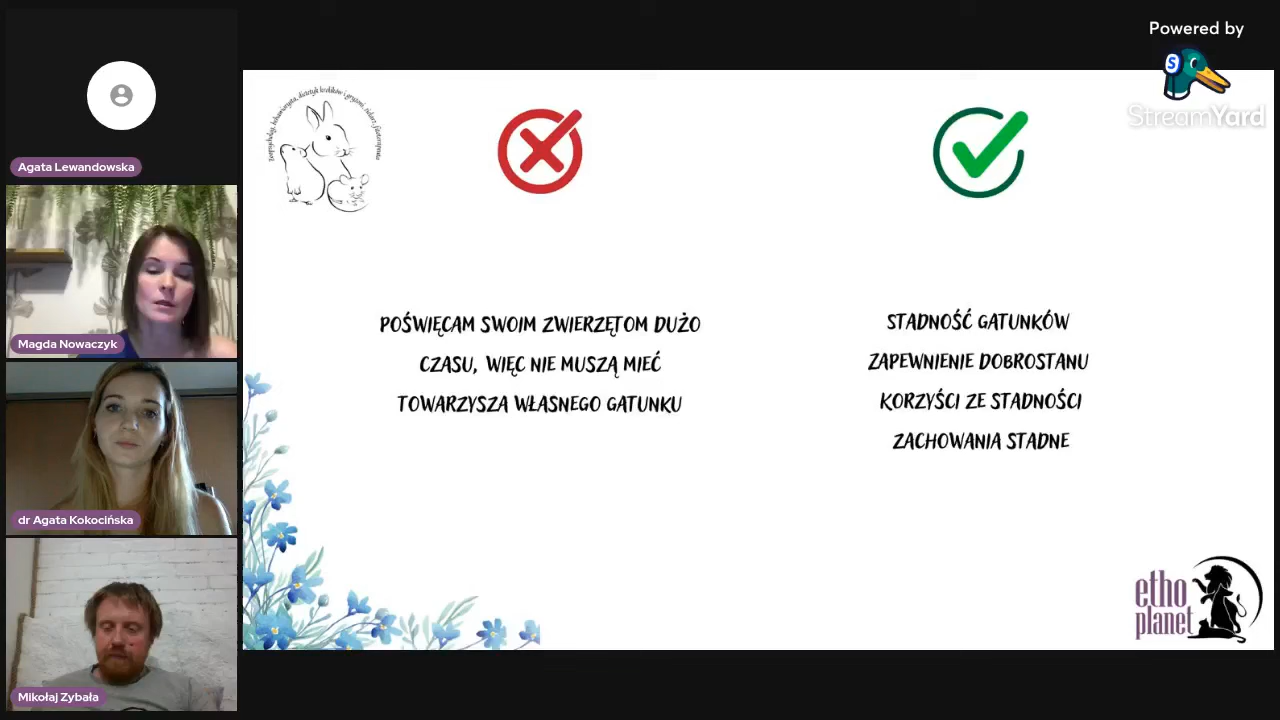 Powered by
StreamYard
Agata Lewandowska
Magda Nowaczyk
dr Agata Kokocińska
Mikołaj Zybała
POŚWIĘCAM SWOIM ZWIERZĘTOM DUŻO
CZASU, WIĘC NIE MUSZĄ MIEĆ
TOWARZYSZA WŁASNEGO GATUNKU
STADNOŚĆ GATUNKÓW
ZAPEWNIENIE DOBROSTANU
KORZYŚCI ZE STADNOŚCI
ZACHOWANIA STADNE
etho
planet